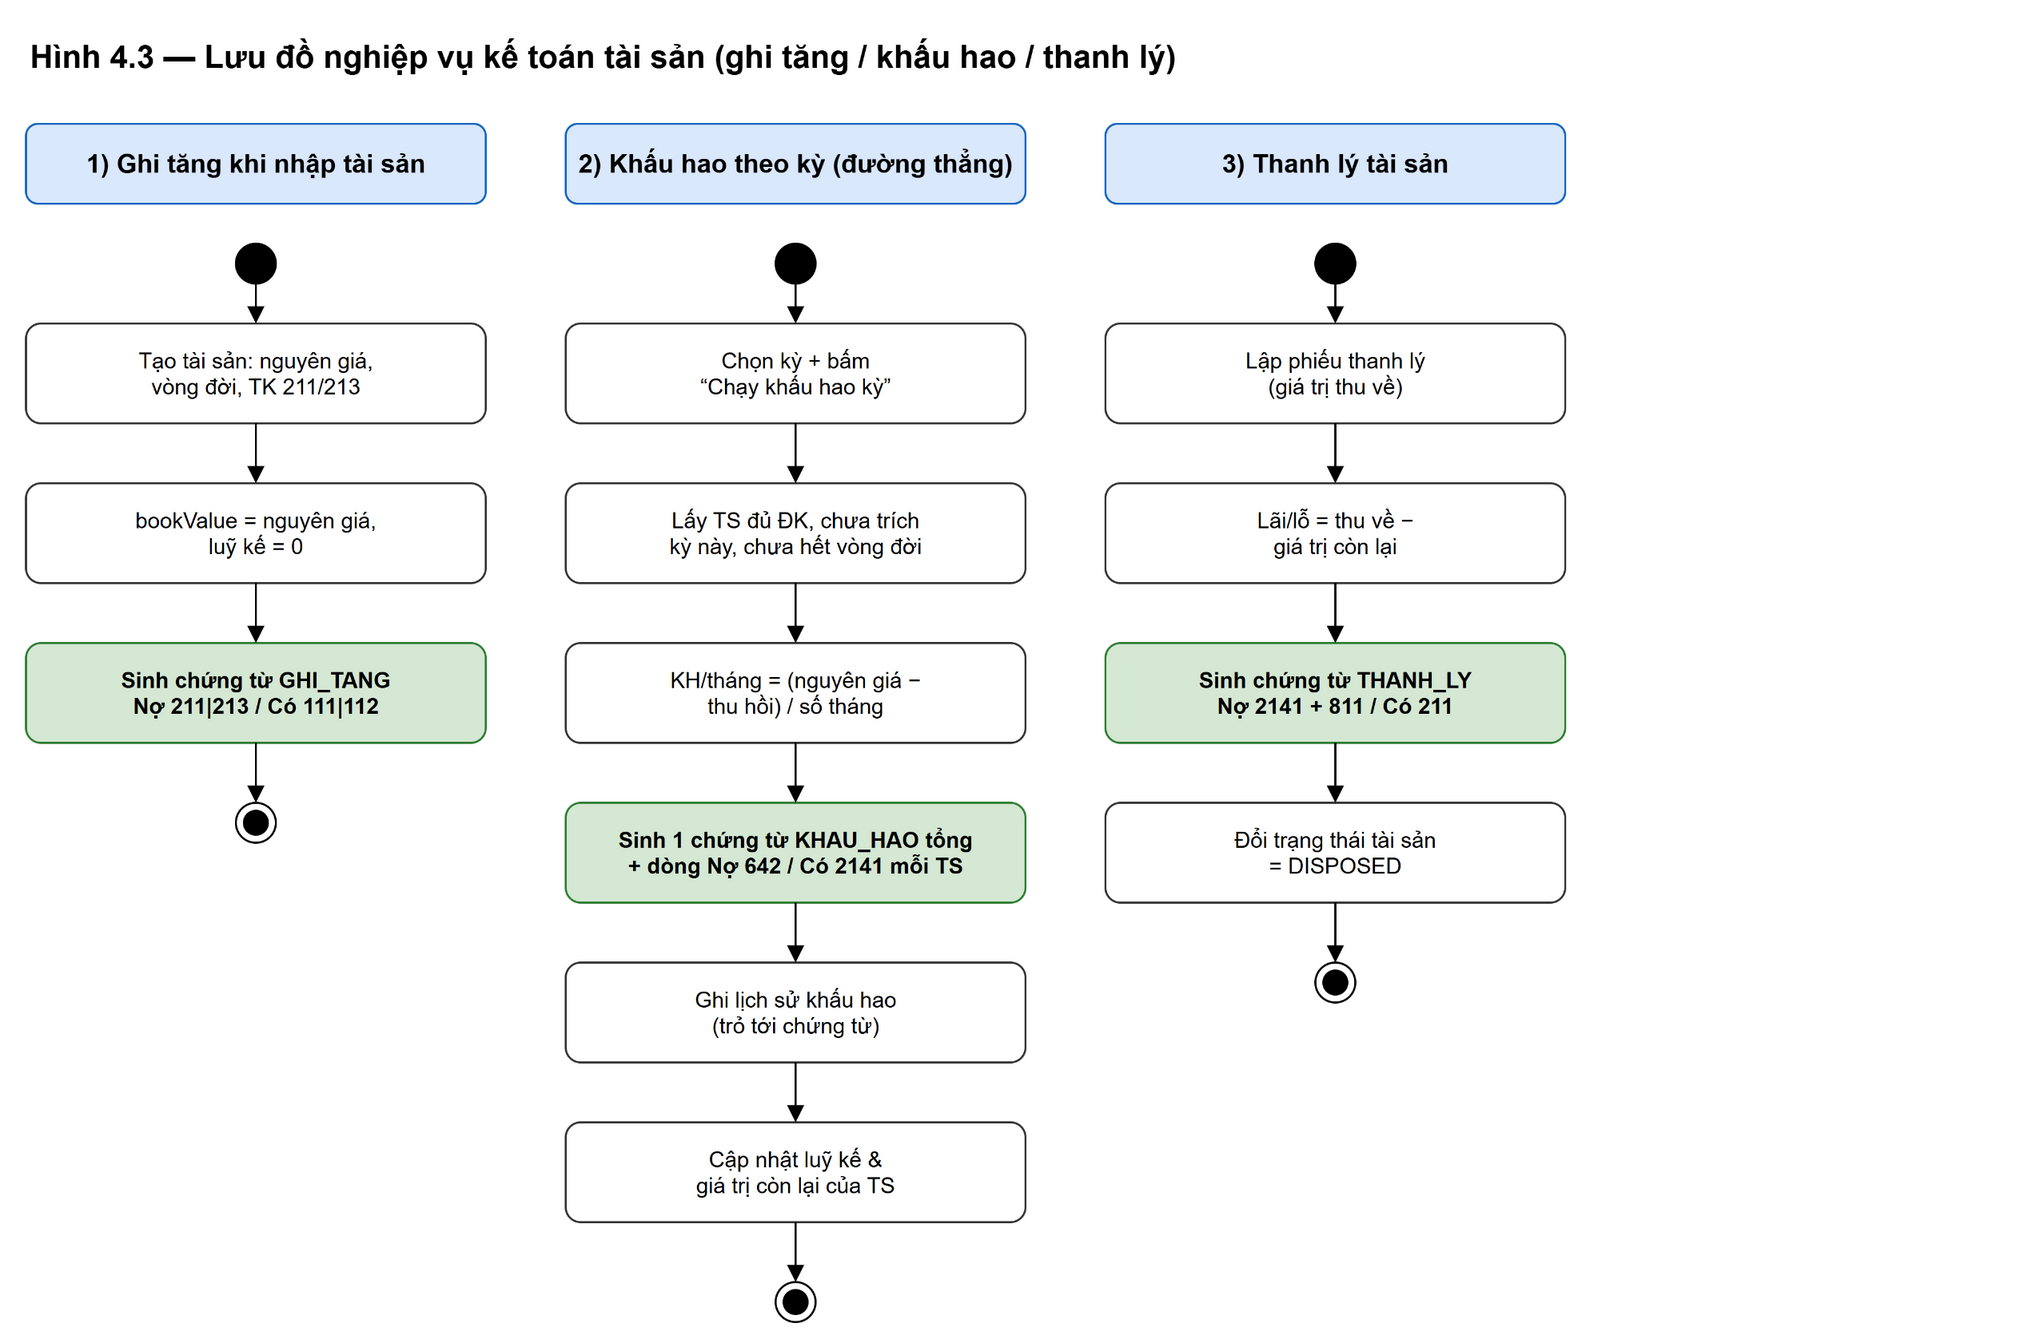 Hình 4.3 — Lưu đồ nghiệp vụ kế toán tài sản (ghi tăng / khấu hao / thanh lý)
1) Ghi tăng khi nhập tài sản
Tạo tài sản: nguyên giá,
vòng đời, TK 211/213
bookValue = nguyên giá,
luỹ kế = 0
Sinh chứng từ GHI_TANG
Nợ 211|213 / Có 111|112
2) Khấu hao theo kỳ (đường thẳng)
Chọn kỳ + bấm
“Chạy khấu hao kỳ”
Lấy TS đủ ĐK, chưa trích
kỳ này, chưa hết vòng đời
KH/tháng = (nguyên giá −
thu hồi) / số tháng
Sinh 1 chứng từ KHAU_HAO tổng
+ dòng Nợ 642 / Có 2141 mỗi TS
Ghi lịch sử khấu hao
(trỏ tới chứng từ)
Cập nhật luỹ kế &
giá trị còn lại của TS
3) Thanh lý tài sản
Lập phiếu thanh lý
(giá trị thu về)
Lãi/lỗ = thu về −
giá trị còn lại
Sinh chứng từ THANH_LY
Nợ 2141 + 811 / Có 211
Đổi trạng thái tài sản
= DISPOSED